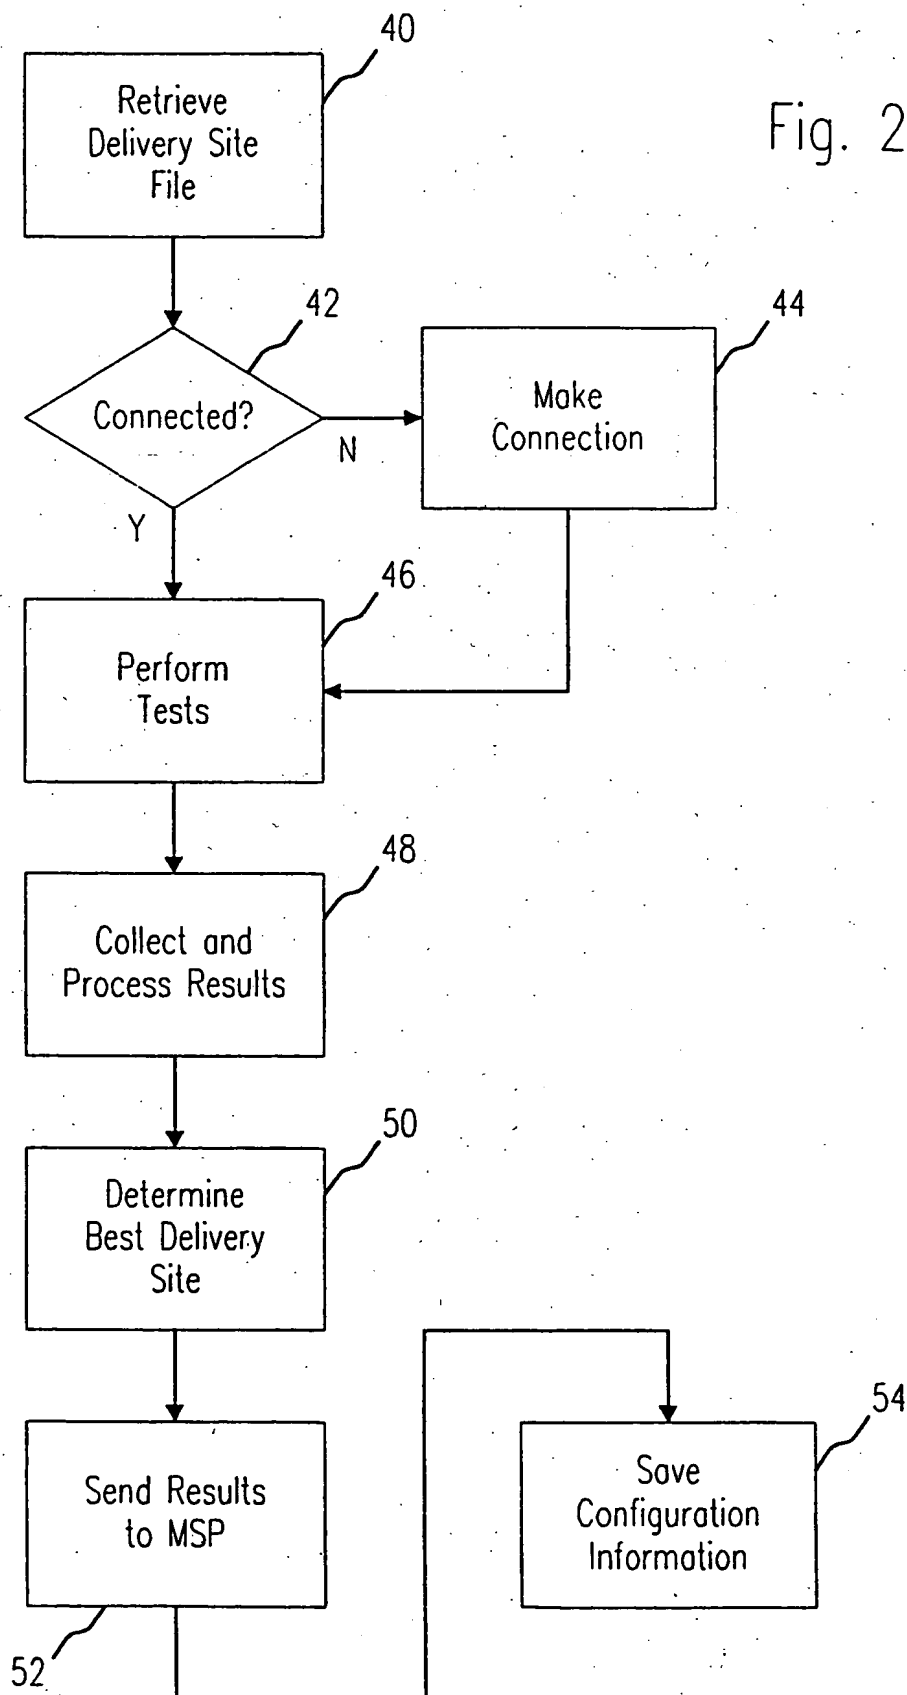 40
Retrieve
Delivery Site
File
Fig. 2
42
Connected?
N
Y
44
Make
Connection
46
Perform
Tests
48
Collect and
Process Results
50
Determine
Best Delivery
Site
Send Results
to MSP
52
54
Save
Configuration
Information